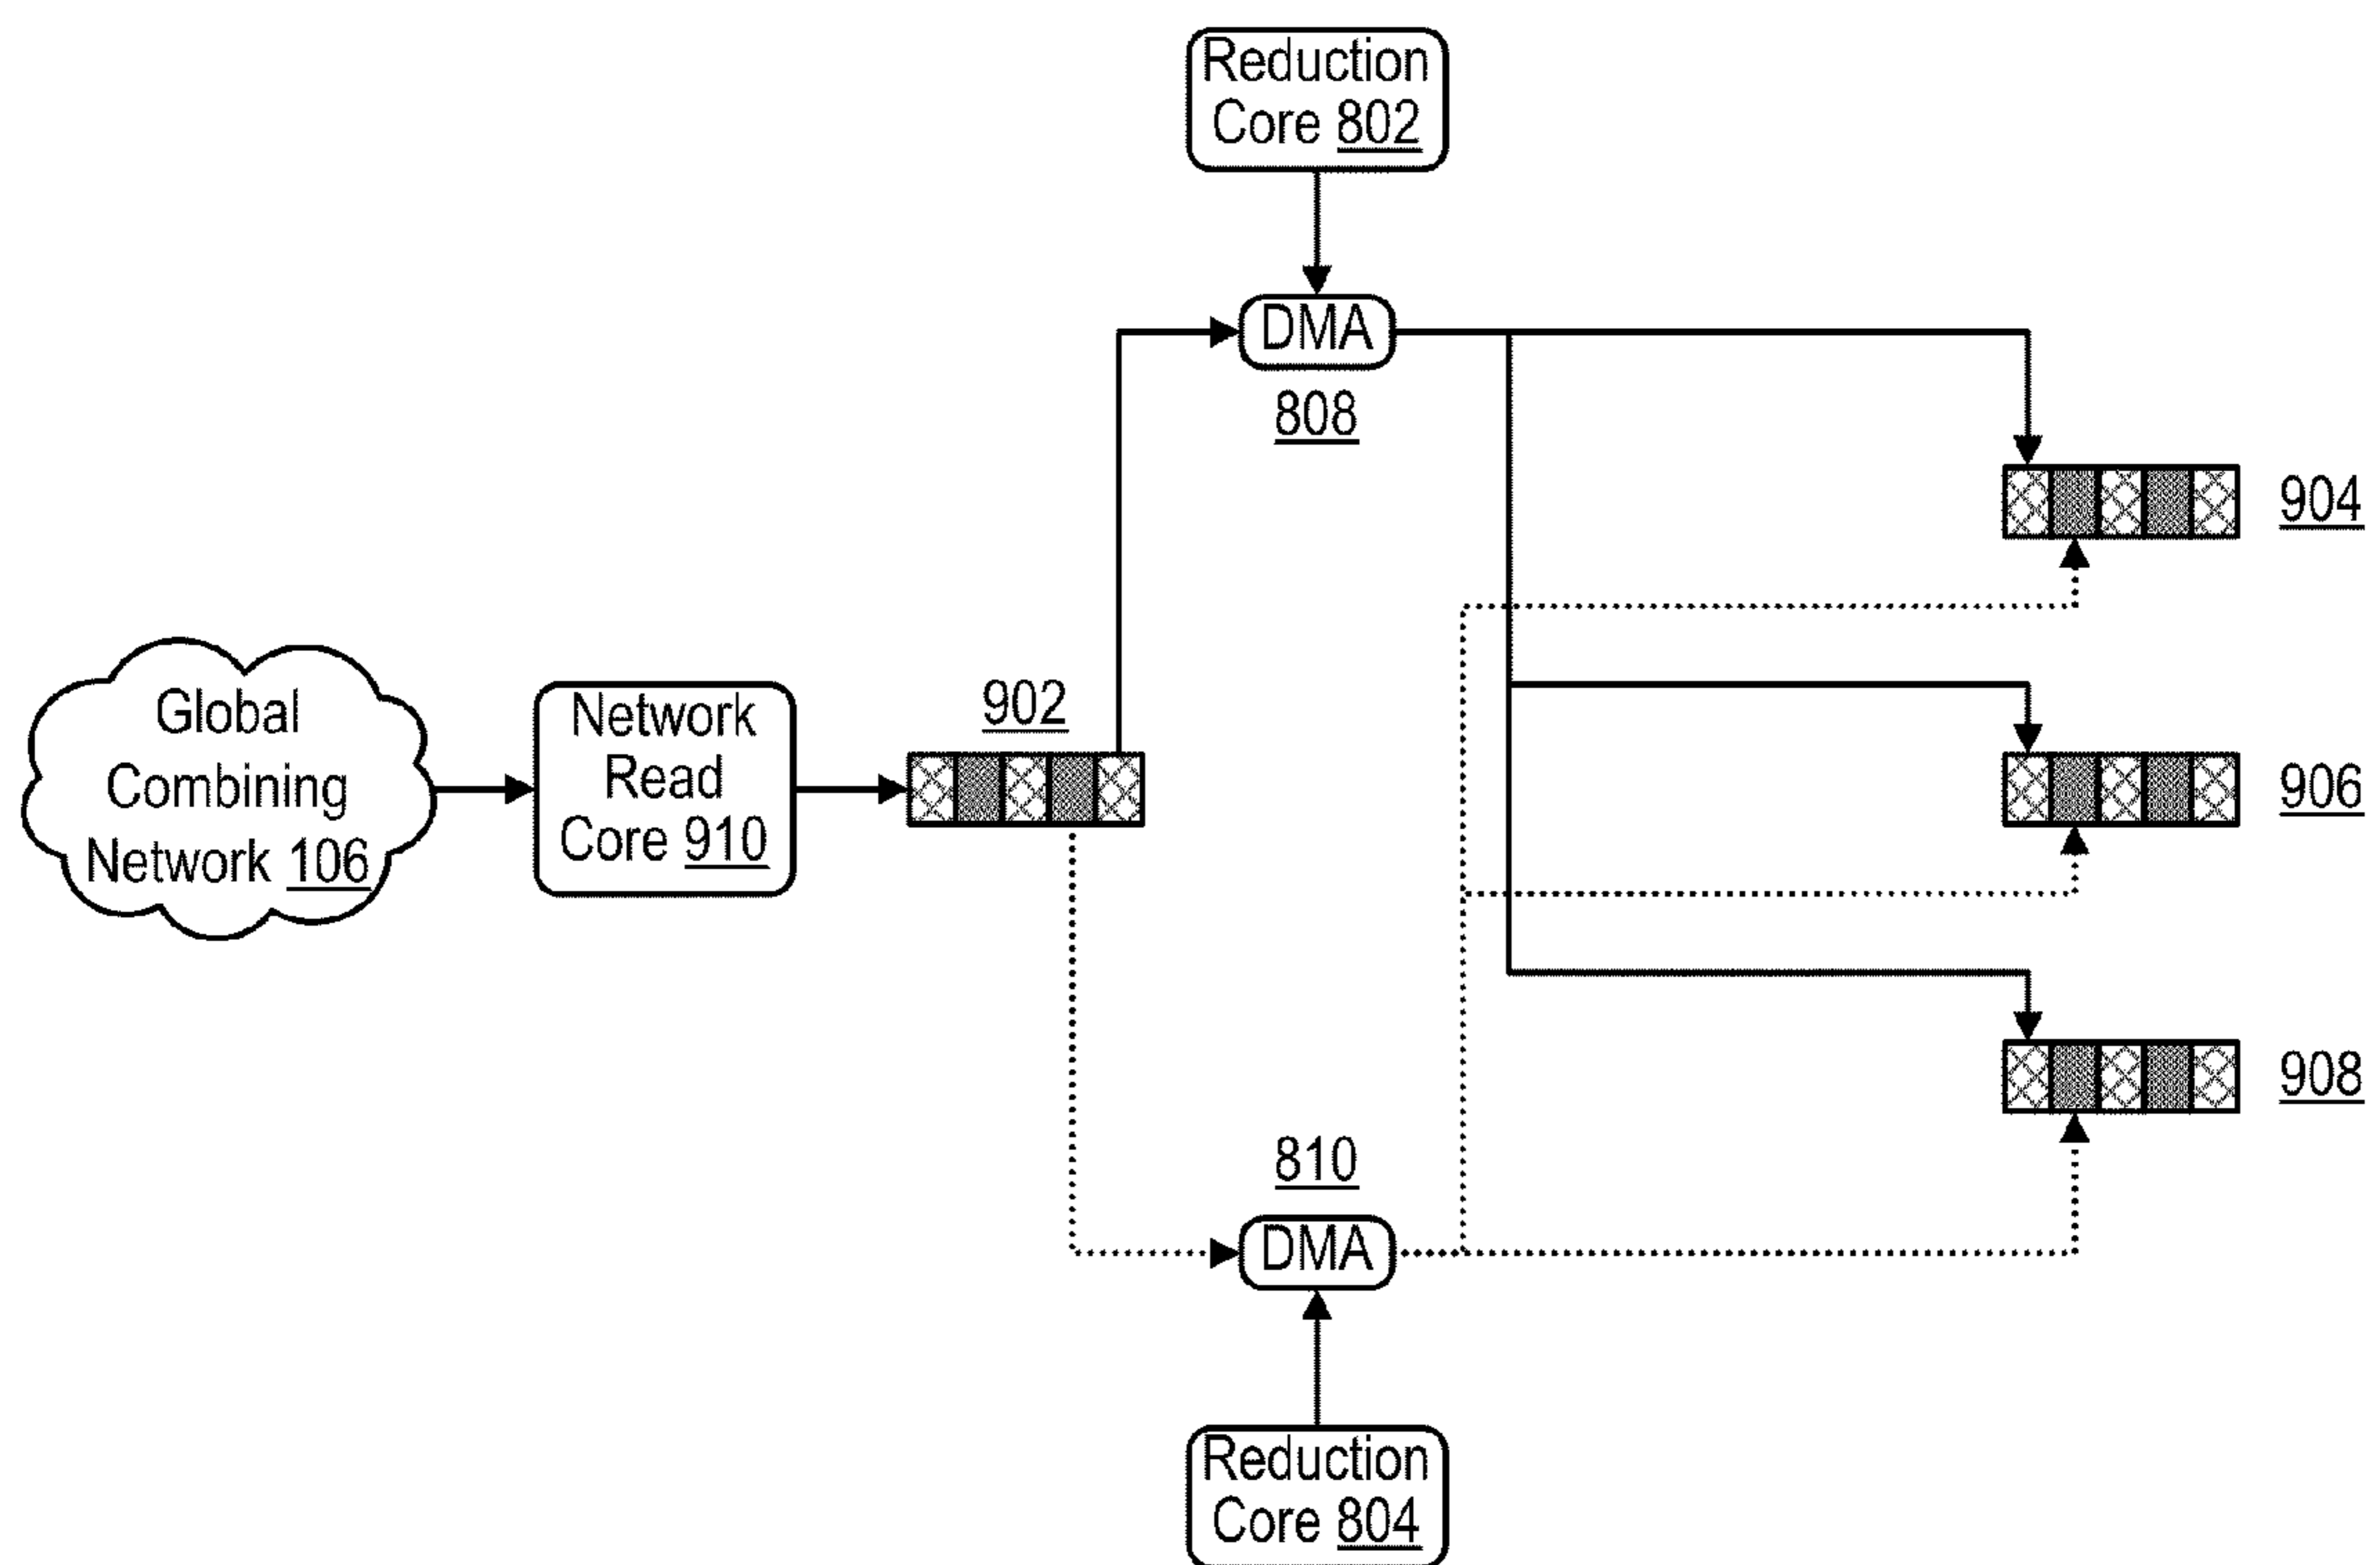 Reduction
Core 802
DMA
808
904
Global
Combining
Network 106
Network
Read
Core 910
902
906
908
810
DMA
Reduction
Core 804